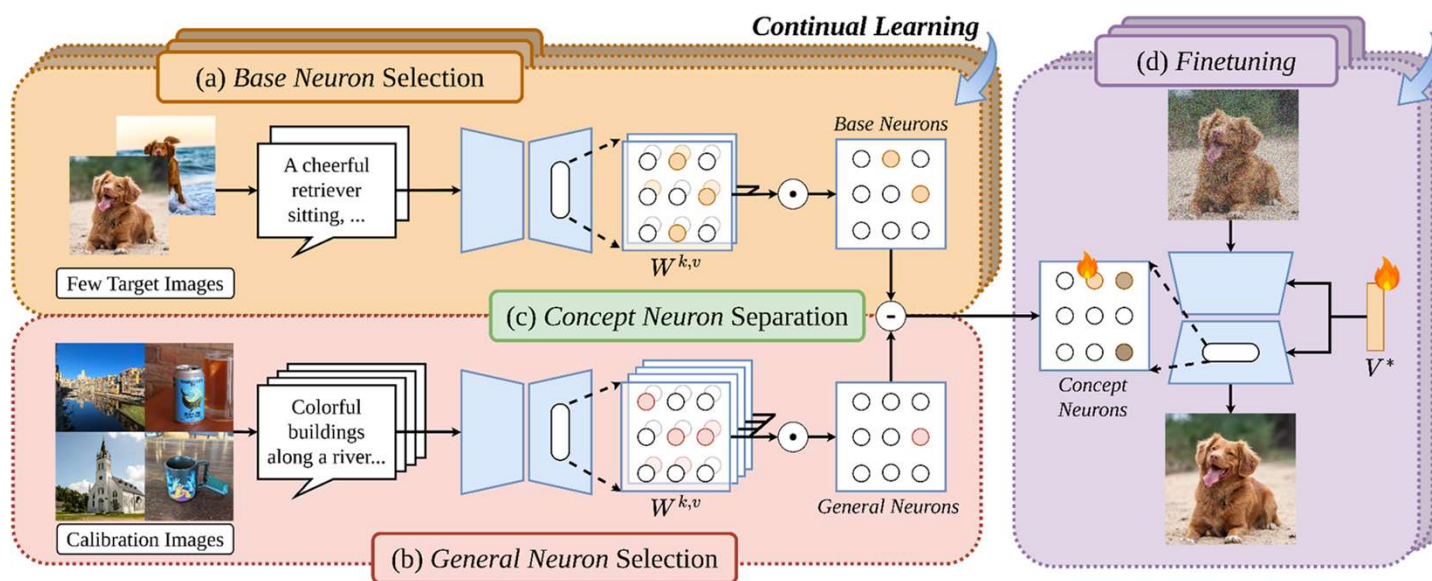 Continual Learning
(a) Base Neuron Selection
(d) Finetuning
Base Neurons
A cheerful
retriever
sitting, ...
W^{k,v}
Few Target Images
(c) Concept Neuron Separation
Concept
Neurons
V*
Colorful
buildings
along a river...
W^{k,v}
General Neurons
Calibration Images
(b) General Neuron Selection